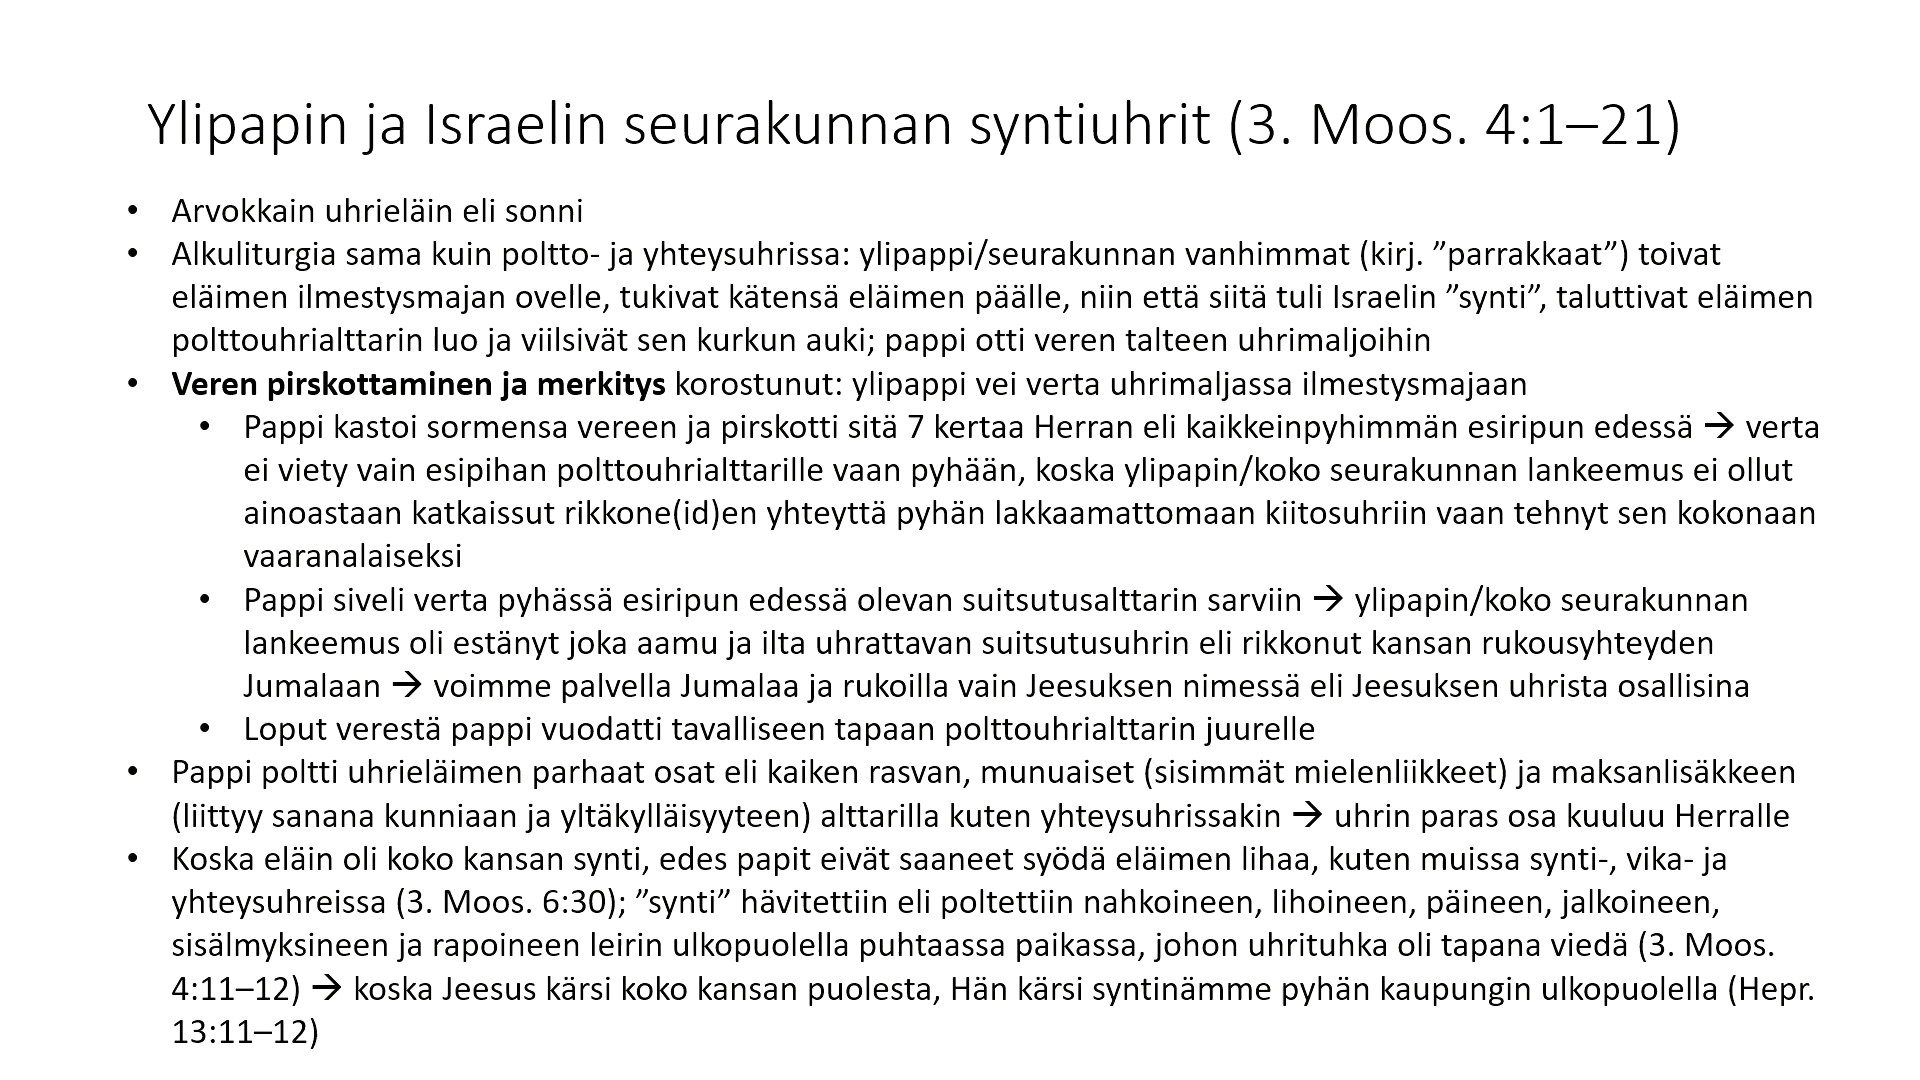 Ylipapin ja Israelin seurakunnan syntiuhrit (3. Moos. 4:1–21)
• Arvokkain uhrieläin eli sonni
• Alkuliturgia sama kuin poltto- ja yhteysuhrissa: ylipappi/seurakunnan vanhimmat (kirj. ”parrakkaat”) toivat
eläimen ilmestysmajan ovelle, tukivat kätensä eläimen päälle, niin että siitä tuli Israelin ”synti”, taluttivat eläimen
polttouhrialttarin luo ja viilsivät sen kurkun auki; pappi otti veren talteen uhrimaljoihin
• Veren pirskottaminen ja merkitys korostunut: ylipappi vei verta uhrimaljassa ilmestysmajaan
• Pappi kastoi sormensa vereen ja pirskotti sitä 7 kertaa Herran eli kaikkeinpyhimmän esiripun edessä → verta
ei viety vain esipihan polttouhrialttarille vaan pyhään, koska ylipapin/koko seurakunnan lankeemus ei ollut
ainoastaan katkaissut rikkone(id)en yhteyttä pyhän lakkaamattomaan kiitosuhriin vaan tehnyt sen kokonaan
vaaranalaiseksi
• Pappi siveli verta pyhässä esiripun edessä olevan suitsutusalttarin sarviin → ylipapin/koko seurakunnan
lankeemus oli estänyt joka aamu ja ilta uhrattavan suitsutusuhrin eli rikkonut kansan rukousyhteyden
Jumalaan → voimme palvella Jumalaa ja rukoilla vain Jeesuksen nimessä eli Jeesuksen uhrista osallisina
• Loput verestä pappi vuodatti tavalliseen tapaan polttouhrialttarin juurelle
• Pappi poltti uhrieläimen parhaat osat eli kaiken rasvan, munuaiset (sisimmät mielenliikkeet) ja maksanlisäkkeen
(liittyy sanana kunniaan ja yltäkylläisyyteen) alttarilla kuten yhteysuhrissakin → uhrin paras osa kuuluu Herralle
• Koska eläin oli koko kansan synti, edes papit eivät saaneet syödä eläimen lihaa, kuten muissa synti-, vika- ja
yhteysuhreissa (3. Moos. 6:30); ”synti” hävitettiin eli poltettiin nahkoineen, lihoineen, päineen, jalkoineen,
sisälmyksineen ja rapoineen leirin ulkopuolella puhtaassa paikassa, johon uhrituhka oli tapana viedä (3. Moos.
4:11–12) → koska Jeesus kärsi koko kansan puolesta, Hän kärsi syntinämme pyhän kaupungin ulkopuolella (Hepr.
13:11–12)